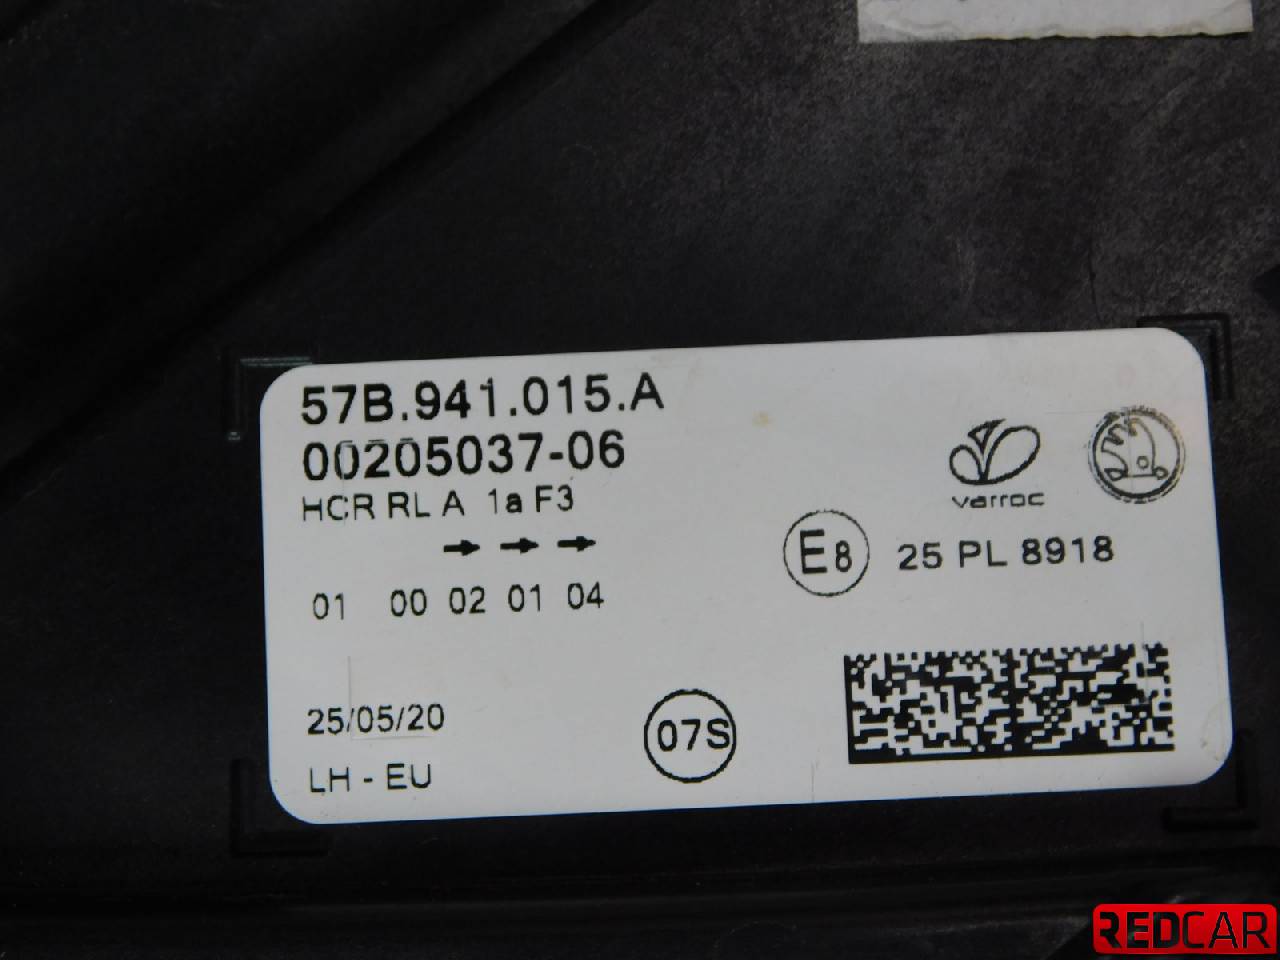 57B.941.015.A
00205037-06
HCR RL A 1a F3
varroc
E8 25 PL 8918
01 00 02 01 04
25/05/20
07S
LH - EU
REDCAR